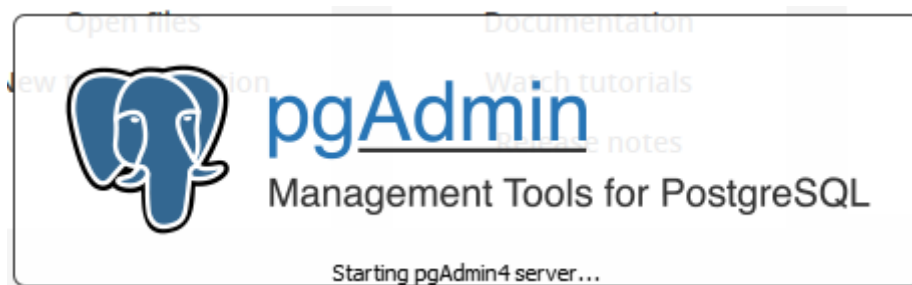 Open files
Documentation
Watch tutorials
pgAdmin
Release notes
Management Tools for PostgreSQL
Starting pgAdmin4 server...